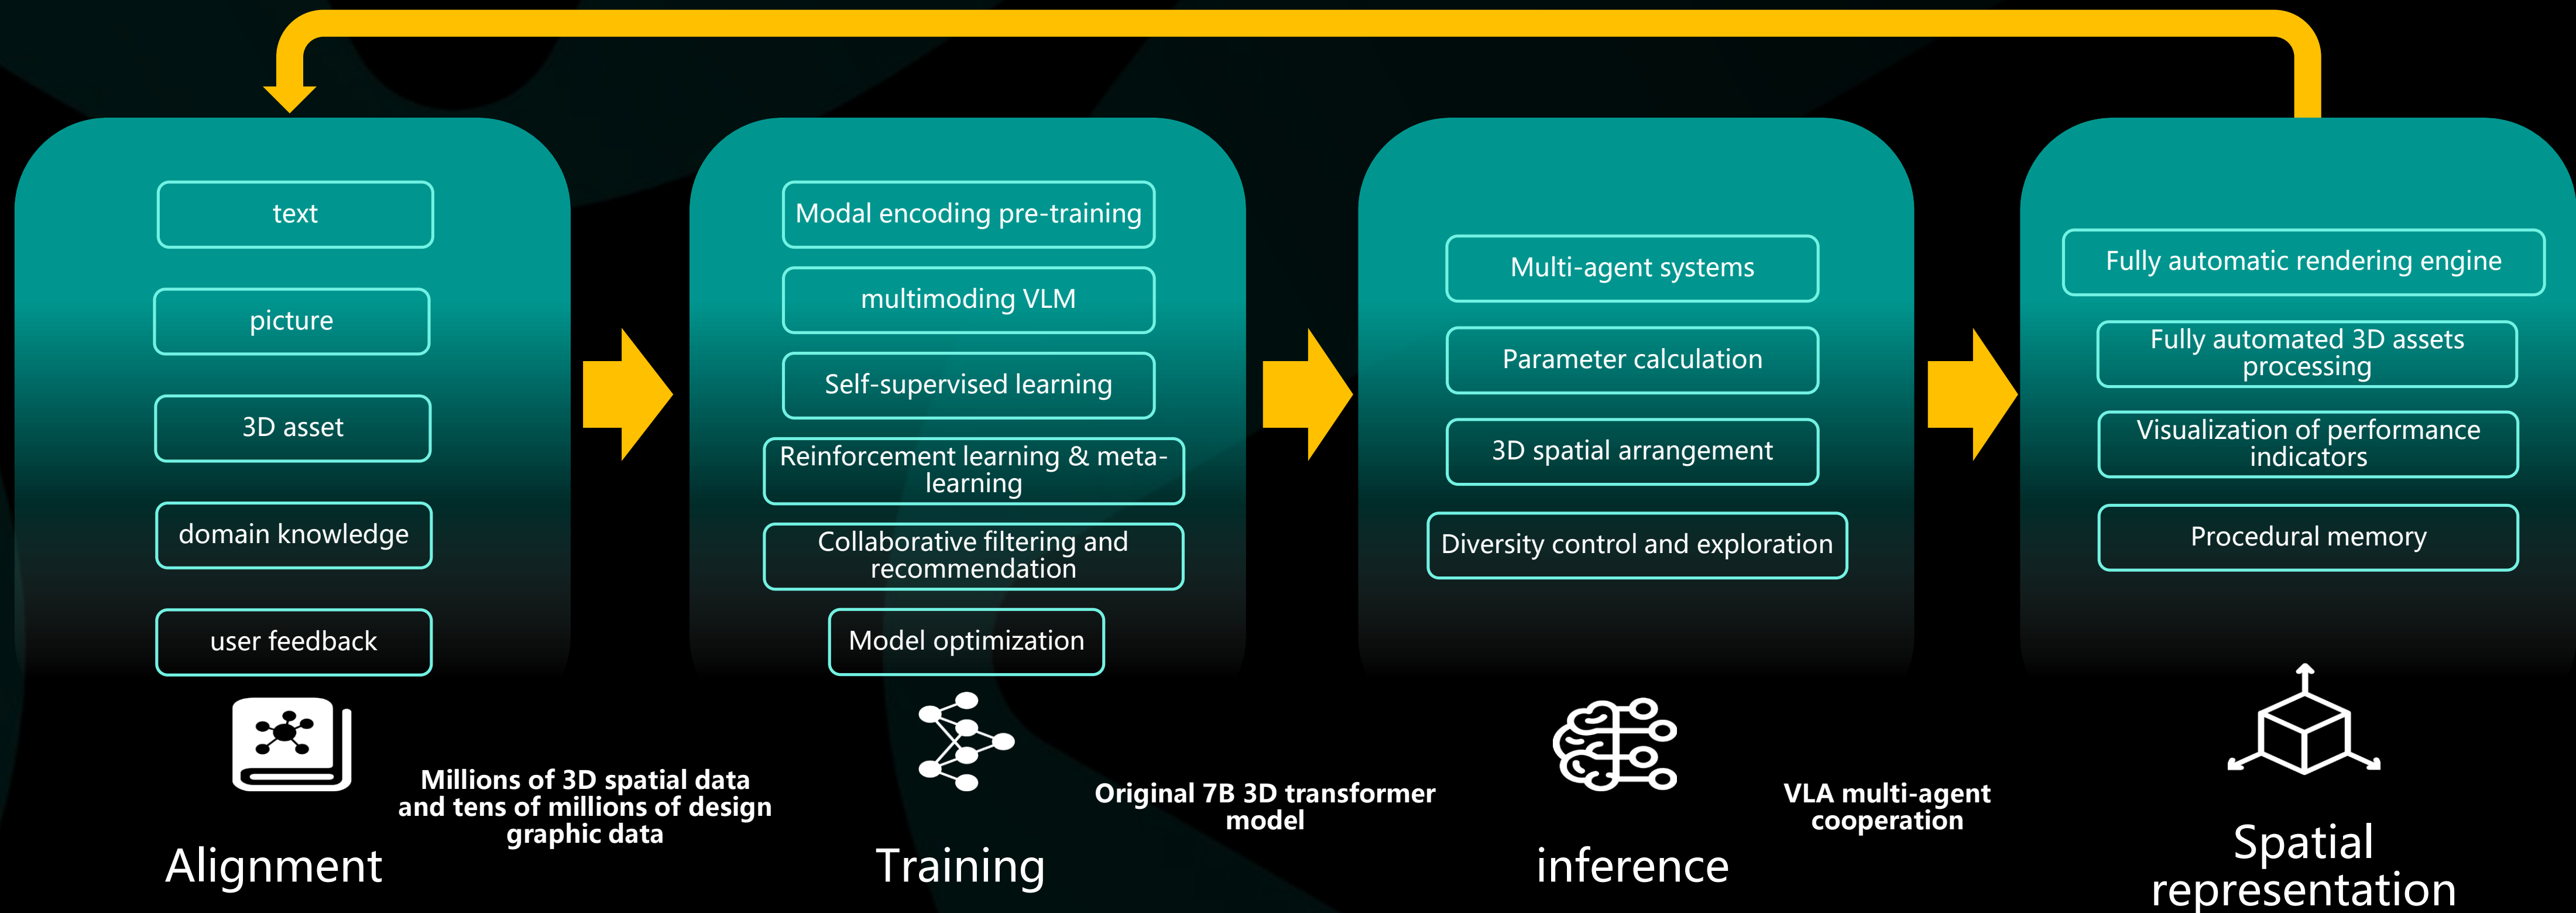 text
picture
3D asset
domain knowledge
user feedback
Alignment
Millions of 3D spatial data
and tens of millions of design
graphic data
Modal encoding pre-training
multimoding VLM
Self-supervised learning
Reinforcement learning & meta-
learning
Collaborative filtering and
recommendation
Model optimization
Training
Original 7B 3D transformer
model
Multi-agent systems
Parameter calculation
3D spatial arrangement
Diversity control and exploration
inference
VLA multi-agent
cooperation
Fully automatic rendering engine
Fully automated 3D assets
processing
Visualization of performance
indicators
Procedural memory
Spatial
representation